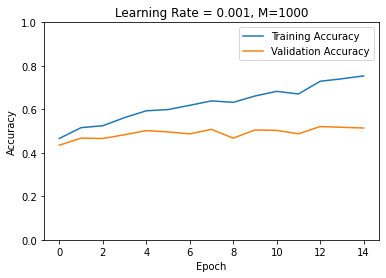 Learning Rate = 0.001, M=1000
Training Accuracy
Validation Accuracy
1.0
0.8
0.6
0.4
0.2
0.0
Accuracy
0 2 4 6 8 10 12 14
Epoch